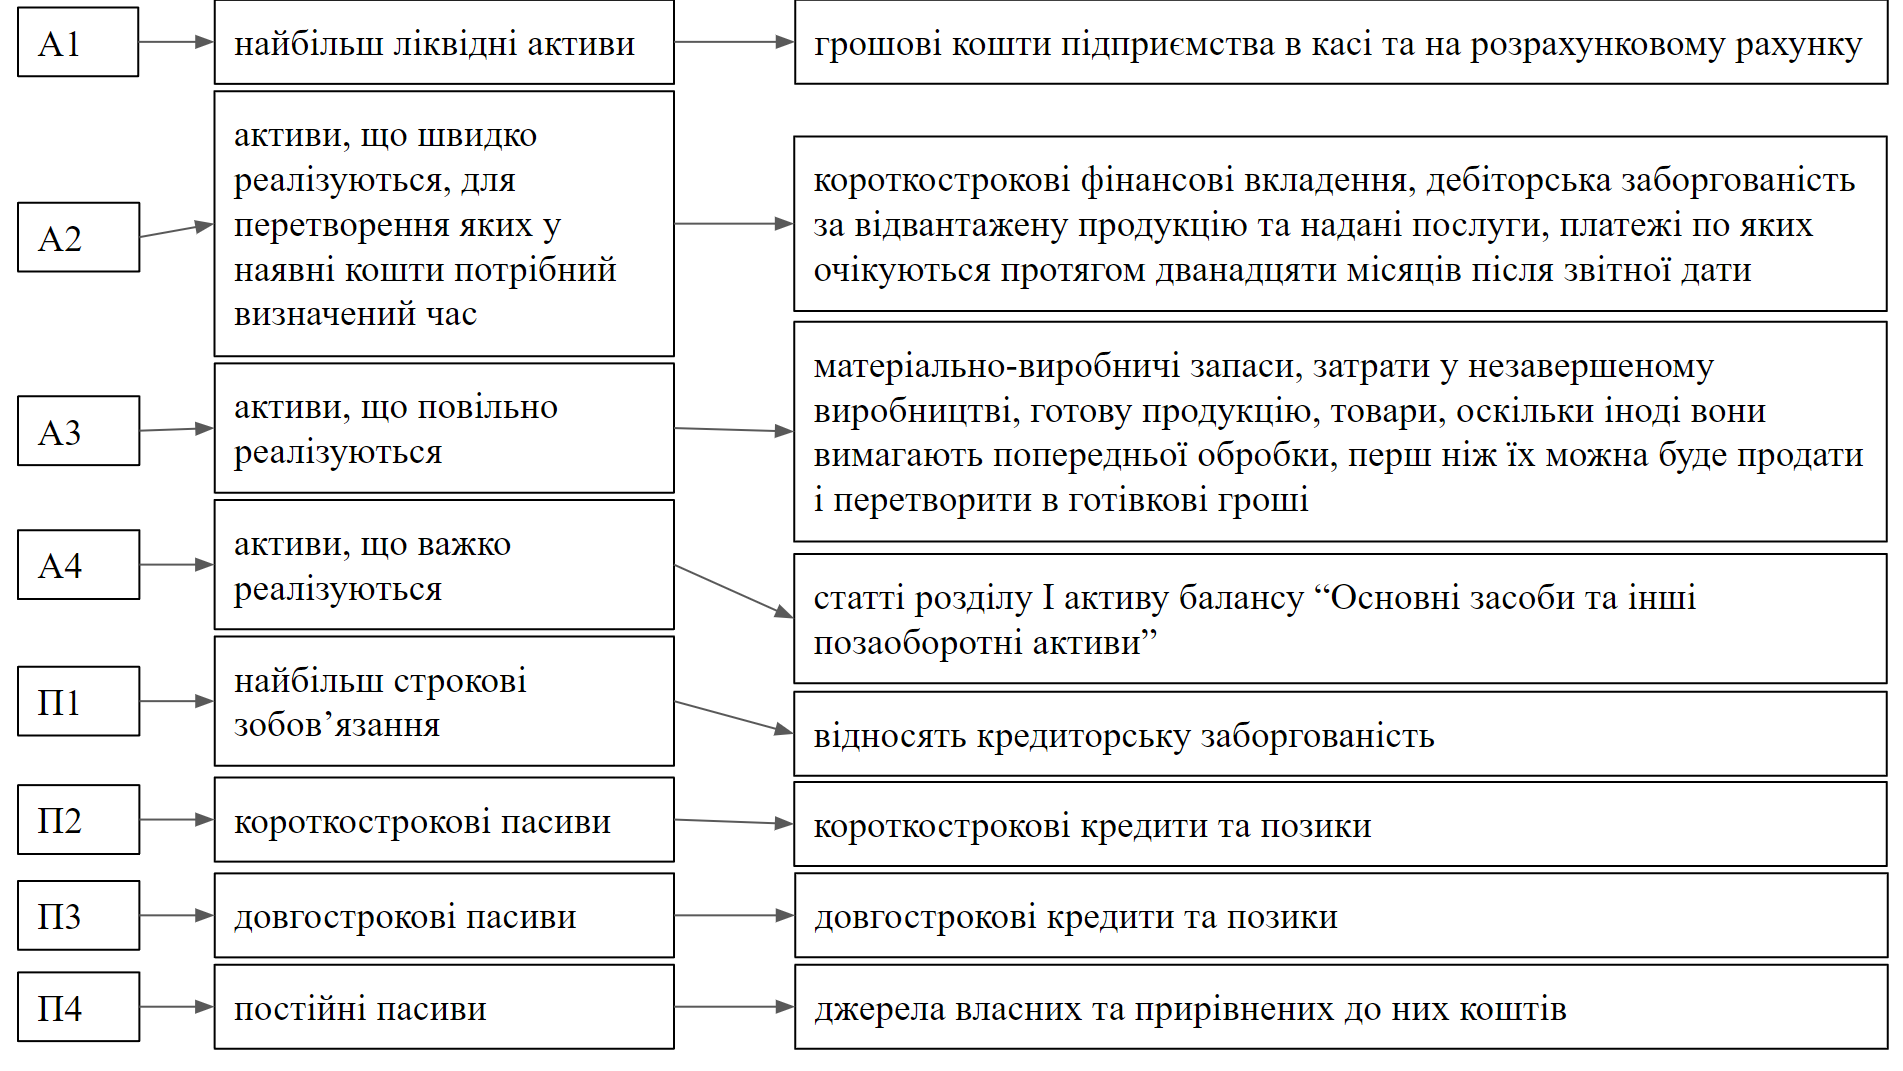 А1
найбільш ліквідні активи
грошові кошти підприємства в касі та на розрахунковому рахунку
А2
активи, що швидко
реалізуються, для
перетворення яких у
наявні кошти потрібний
визначений час
короткострокові фінансові вкладення, дебіторська заборгованість
за відвантажену продукцію та надані послуги, платежі по яких
очікуються протягом дванадцяти місяців після звітної дати
А3
активи, що повільно
реалізуються
матеріально-виробничі запаси, затрати у незавершеному
виробництві, готову продукцію, товари, оскільки іноді вони
вимагають попередньої обробки, перш ніж їх можна буде продати
і перетворити в готівкові гроші
А4
активи, що важко
реалізуються
статті розділу I активу балансу “Основні засоби та інші
позаоборотні активи”
П1
найбільш строкові
зобов’язання
відносять кредиторську заборгованість
П2
короткострокові пасиви
короткострокові кредити та позики
П3
довгострокові пасиви
довгострокові кредити та позики
П4
постійні пасиви
джерела власних та прирівнених до них коштів